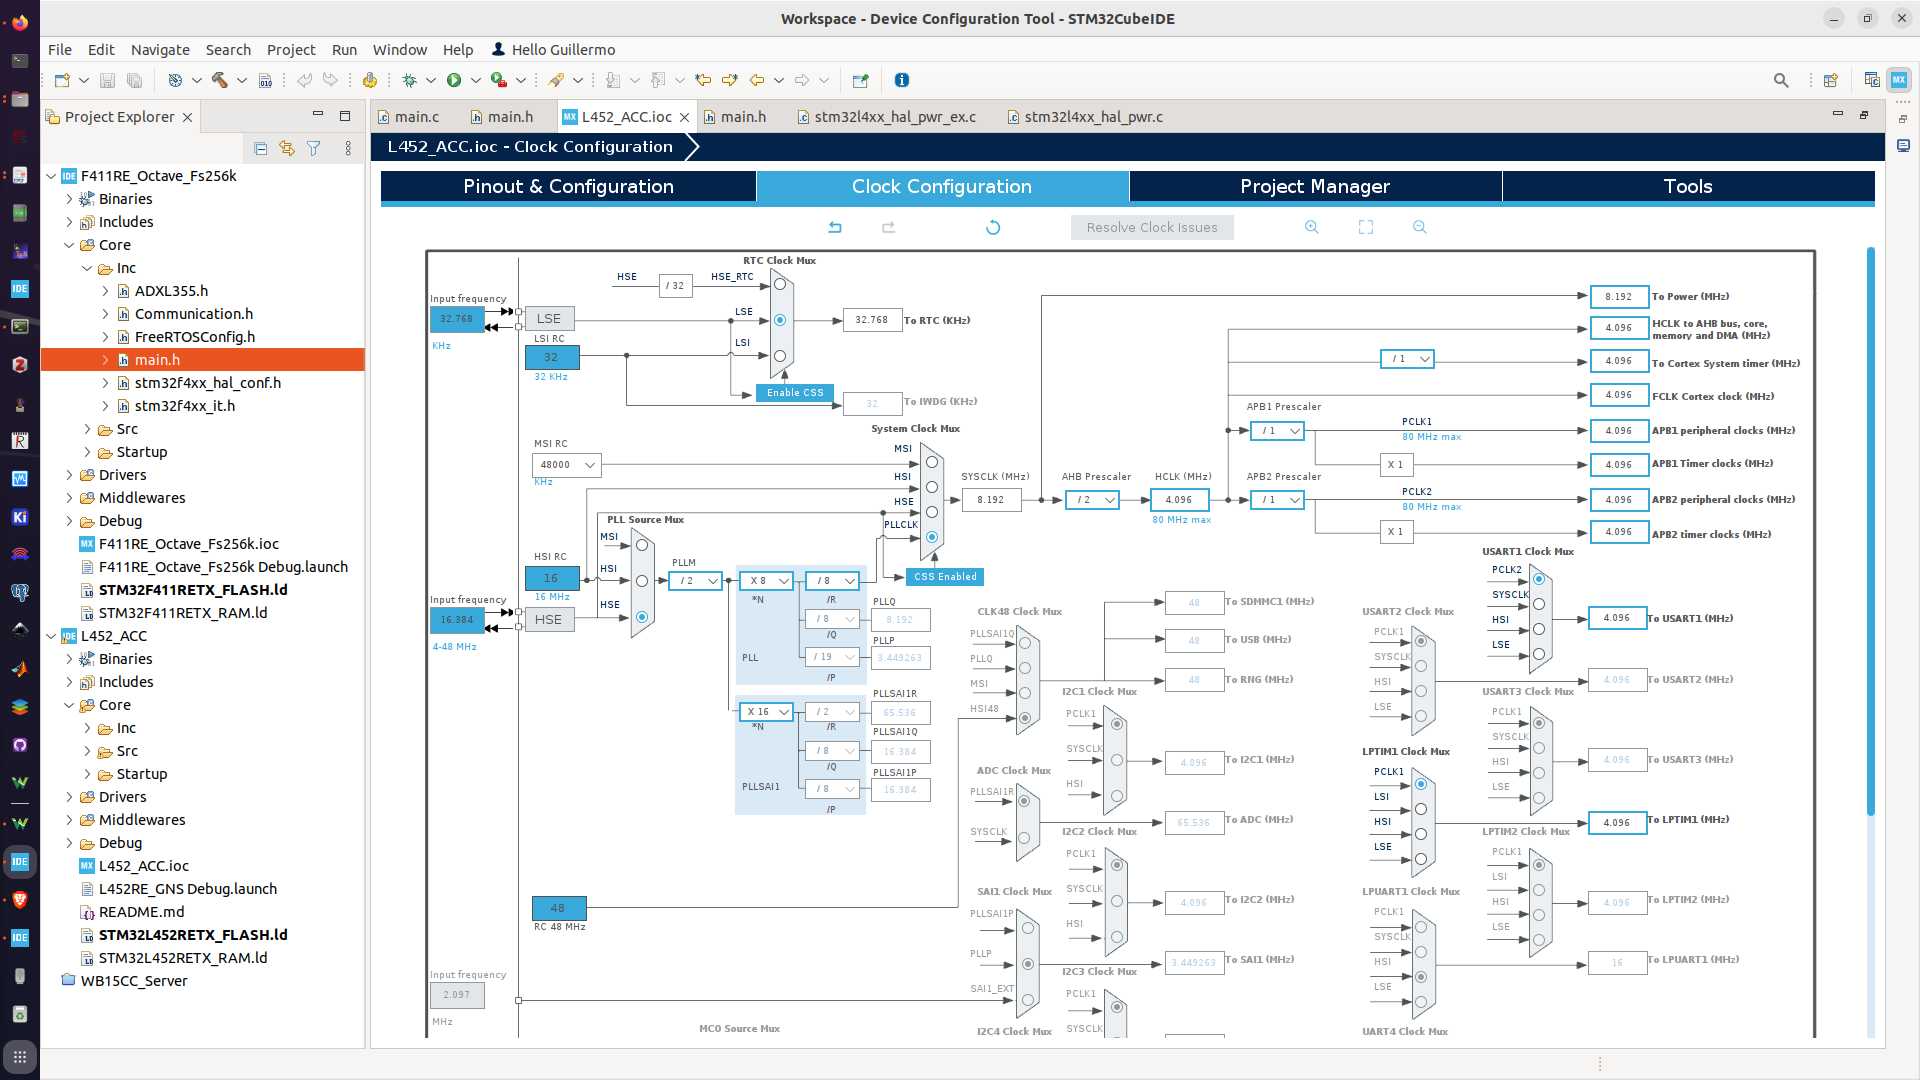 Workspace - Device Configuration Tool - STM32CubeIDE
File Edit Navigate Search Project Run Window Help Hello Guillermo
Project Explorer
main.c main.h L452_ACC.ioc main.h stm32l4xx_hal_pwr_ex.c stm32l4xx_hal_pwr.c
L452_ACC.ioc - Clock Configuration
Pinout & Configuration Clock Configuration Project Manager Tools
Resolve Clock Issues
F411RE_Octave_Fs256k
Binaries
Includes
Core
Inc
ADXL355.h
Communication.h
FreeRTOSConfig.h
main.h
stm32f4xx_hal_conf.h
stm32f4xx_it.h
Src
Startup
Drivers
Middlewares
Debug
F411RE_Octave_Fs256k.ioc
F411RE_Octave_Fs256k Debug.launch
STM32F411RETX_FLASH.ld
STM32F411RETX_RAM.ld
L452_ACC
Binaries
Includes
Core
Inc
Src
Startup
Drivers
Middlewares
Debug
L452_ACC.ioc
L452RE_GNS Debug.launch
README.md
STM32L452RETX_FLASH.ld
STM32L452RETX_RAM.ld
WB15CC_Server
RTC Clock Mux
HSE / 32 HSE_RTC
Input frequency
32.768
KHz
LSE
LSE
32.768 To RTC (KHz)
LSI RC
32
32 KHz
LSI
Enable CSS
32 To IWDG (KHz)
System Clock Mux
MSI RC
48000
KHz
MSI
HSI
HSE
PLLCLK
SYSCLK (MHz)
8.192
AHB Prescaler
/ 2
HCLK (MHz)
4.096
80 MHz max
CSS Enabled
8.192 To Power (MHz)
4.096 HCLK to AHB bus, core,
memory and DMA (MHz)
/ 1 4.096 To Cortex System timer (MHz)
4.096 FCLK Cortex clock (MHz)
APB1 Prescaler
/ 1
PCLK1
80 MHz max
4.096 APB1 peripheral clocks (MHz)
X 1 4.096 APB1 Timer clocks (MHz)
APB2 Prescaler
/ 1
PCLK2
80 MHz max
4.096 APB2 peripheral clocks (MHz)
X 1 4.096 APB2 timer clocks (MHz)
PLL Source Mux
MSI
HSI
HSE
HSI RC
16
16 MHz
Input frequency
16.384
4-48 MHz
HSE
PLLM
/ 2
X 8
*N
/ 8
/R
PLLQ
/ 8 8.192
/Q
PLLP
PLL / 19 3.449263
/P
PLLSAI1R
X 16 / 2 65.536
*N /R
PLLSAI1Q
/ 8 16.384
/Q
PLLSAI1P
PLLSAI1 / 8 16.384
/P
48
RC 48 MHz
Input frequency
2.097
MHz
MCO Source Mux
CLK48 Clock Mux
PLLSAI1Q
PLLQ
MSI
HSI48
48 To SDMMC1 (MHz)
48 To USB (MHz)
48 To RNG (MHz)
ADC Clock Mux
PLLSAI1R
SYSCLK
65.536 To ADC (MHz)
SAI1 Clock Mux
PLLSAI1P
PLLP
SAI1_EXT
3.449263 To SAI1 (MHz)
I2C4 Clock Mux
I2C1 Clock Mux
PCLK1
SYSCLK
HSI
4.096 To I2C1 (MHz)
I2C2 Clock Mux
PCLK1
SYSCLK
HSI
4.096 To I2C2 (MHz)
I2C3 Clock Mux
PCLK1
SYSCLK
USART2 Clock Mux
PCLK1
SYSCLK
HSI
LSE
4.096 To USART2 (MHz)
LPTIM1 Clock Mux
PCLK1
LSI
HSI
LSE
4.096 To LPTIM1 (MHz)
LPUART1 Clock Mux
PCLK1
SYSCLK
HSI
LSE
16 To LPUART1 (MHz)
UART4 Clock Mux
USART1 Clock Mux
PCLK2
SYSCLK
HSI
LSE
4.096 To USART1 (MHz)
USART3 Clock Mux
PCLK1
SYSCLK
HSI
LSE
4.096 To USART3 (MHz)
LPTIM2 Clock Mux
PCLK1
LSI
HSI
LSE
4.096 To LPTIM2 (MHz)